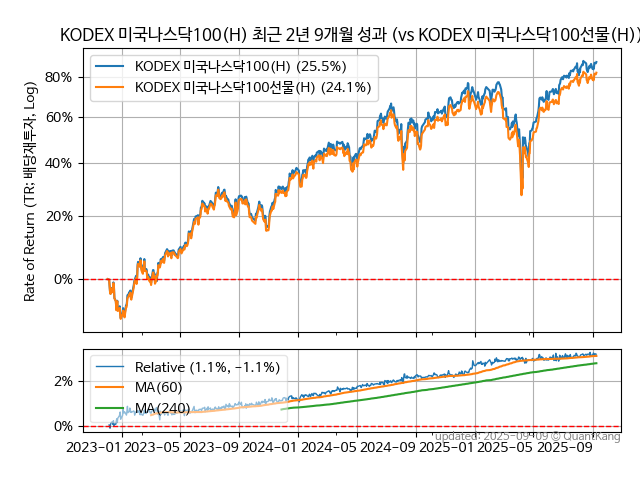 KODEX 미국나스닥100(H) 최근 2년 9개월 성과 (vs KODEX 미국나스닥100선물(H))
KODEX 미국나스닥100(H) (25.5%)
KODEX 미국나스닥100선물(H) (24.1%)
80%
60%
40%
20%
0%
Rate of Return (TR: 배당재투자, Log)
Relative (1.1%, -1.1%)
MA(60)
MA(240)
2%
0%
2023-01 2023-05 2023-09 2024-01 2024-05 2024-09 2025-01 2025-05 2025-09
updated: 2025-09-09 © QuantKang